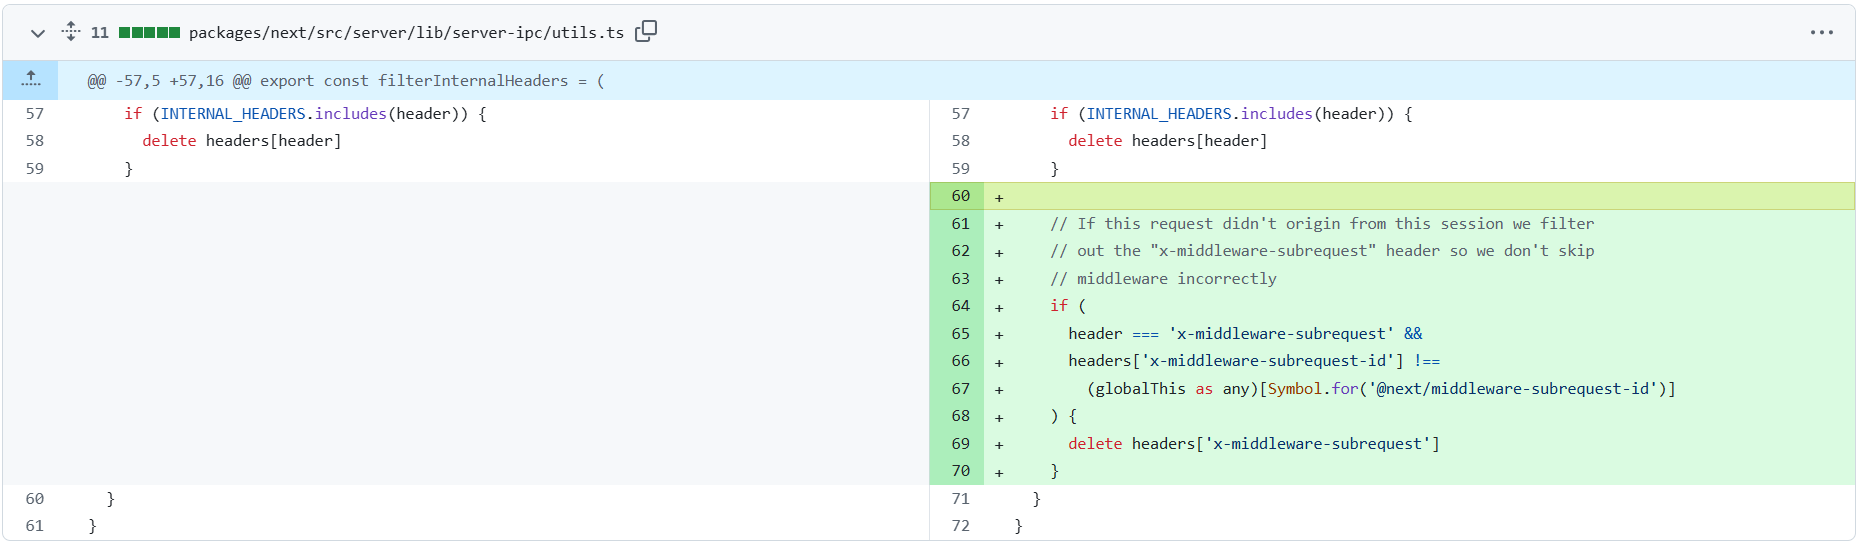 11 packages/next/src/server/lib/server-ipc/utils.ts
@@ -57,5 +57,16 @@ export const filterInternalHeaders = (
57     if (INTERNAL_HEADERS.includes(header)) {
58       delete headers[header]
59     }
60   }
61 }
57     if (INTERNAL_HEADERS.includes(header)) {
58       delete headers[header]
59     }
60 +
61 +     // If this request didn't origin from this session we filter
62 +     // out the "x-middleware-subrequest" header so we don't skip
63 +     // middleware incorrectly
64 +     if (
65 +       header === 'x-middleware-subrequest' &&
66 +       headers['x-middleware-subrequest-id'] !==
67 +         (globalThis as any)[Symbol.for('@next/middleware-subrequest-id')]
68 +     ) {
69 +       delete headers['x-middleware-subrequest']
70 +     }
71   }
72 }